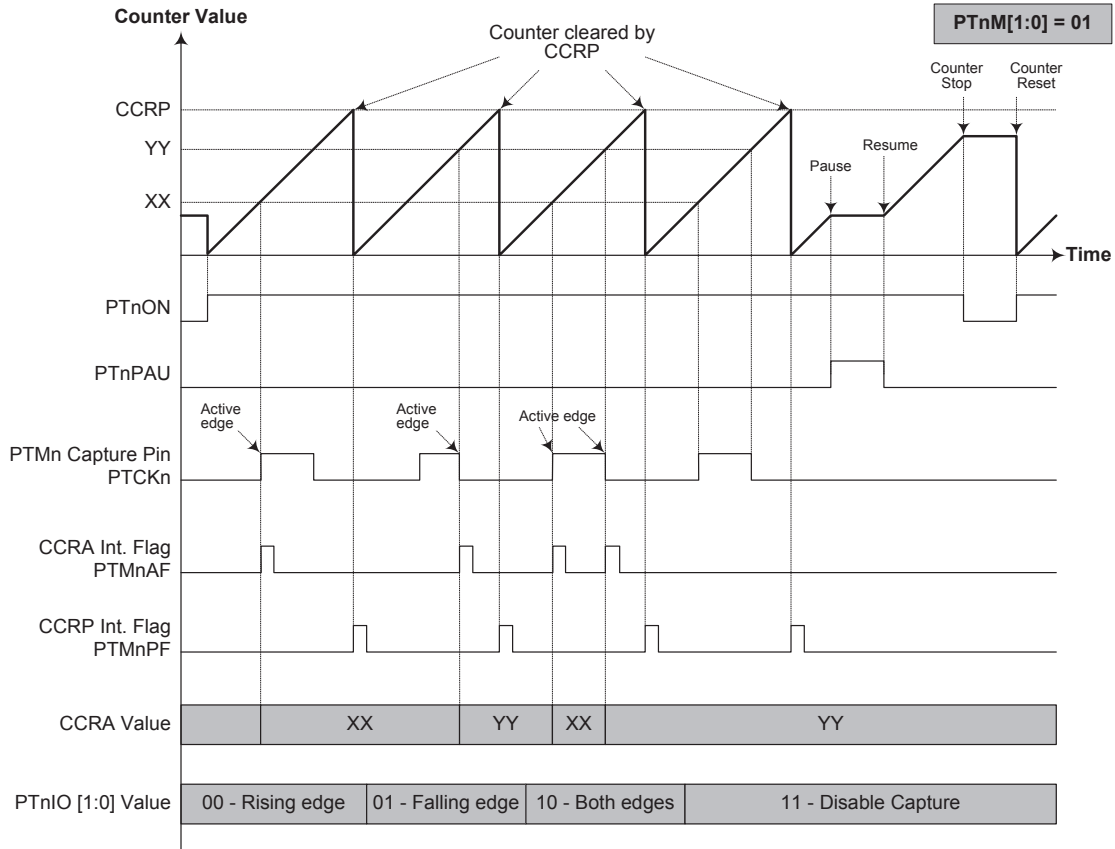 Counter Value
PTnM[1:0] = 01
Counter cleared by
CCRP
Counter
Stop
Counter
Reset
CCRP
YY
XX
Pause
Resume
Time
PTnON
PTnPAU
Active
edge
Active
edge
Active edge
PTMn Capture Pin
PTCKn
CCRA Int. Flag
PTMnAF
CCRP Int. Flag
PTMnPF
CCRA Value
XX
YY
XX
YY
PTnIO [1:0] Value
00 - Rising edge
01 - Falling edge
10 - Both edges
11 - Disable Capture